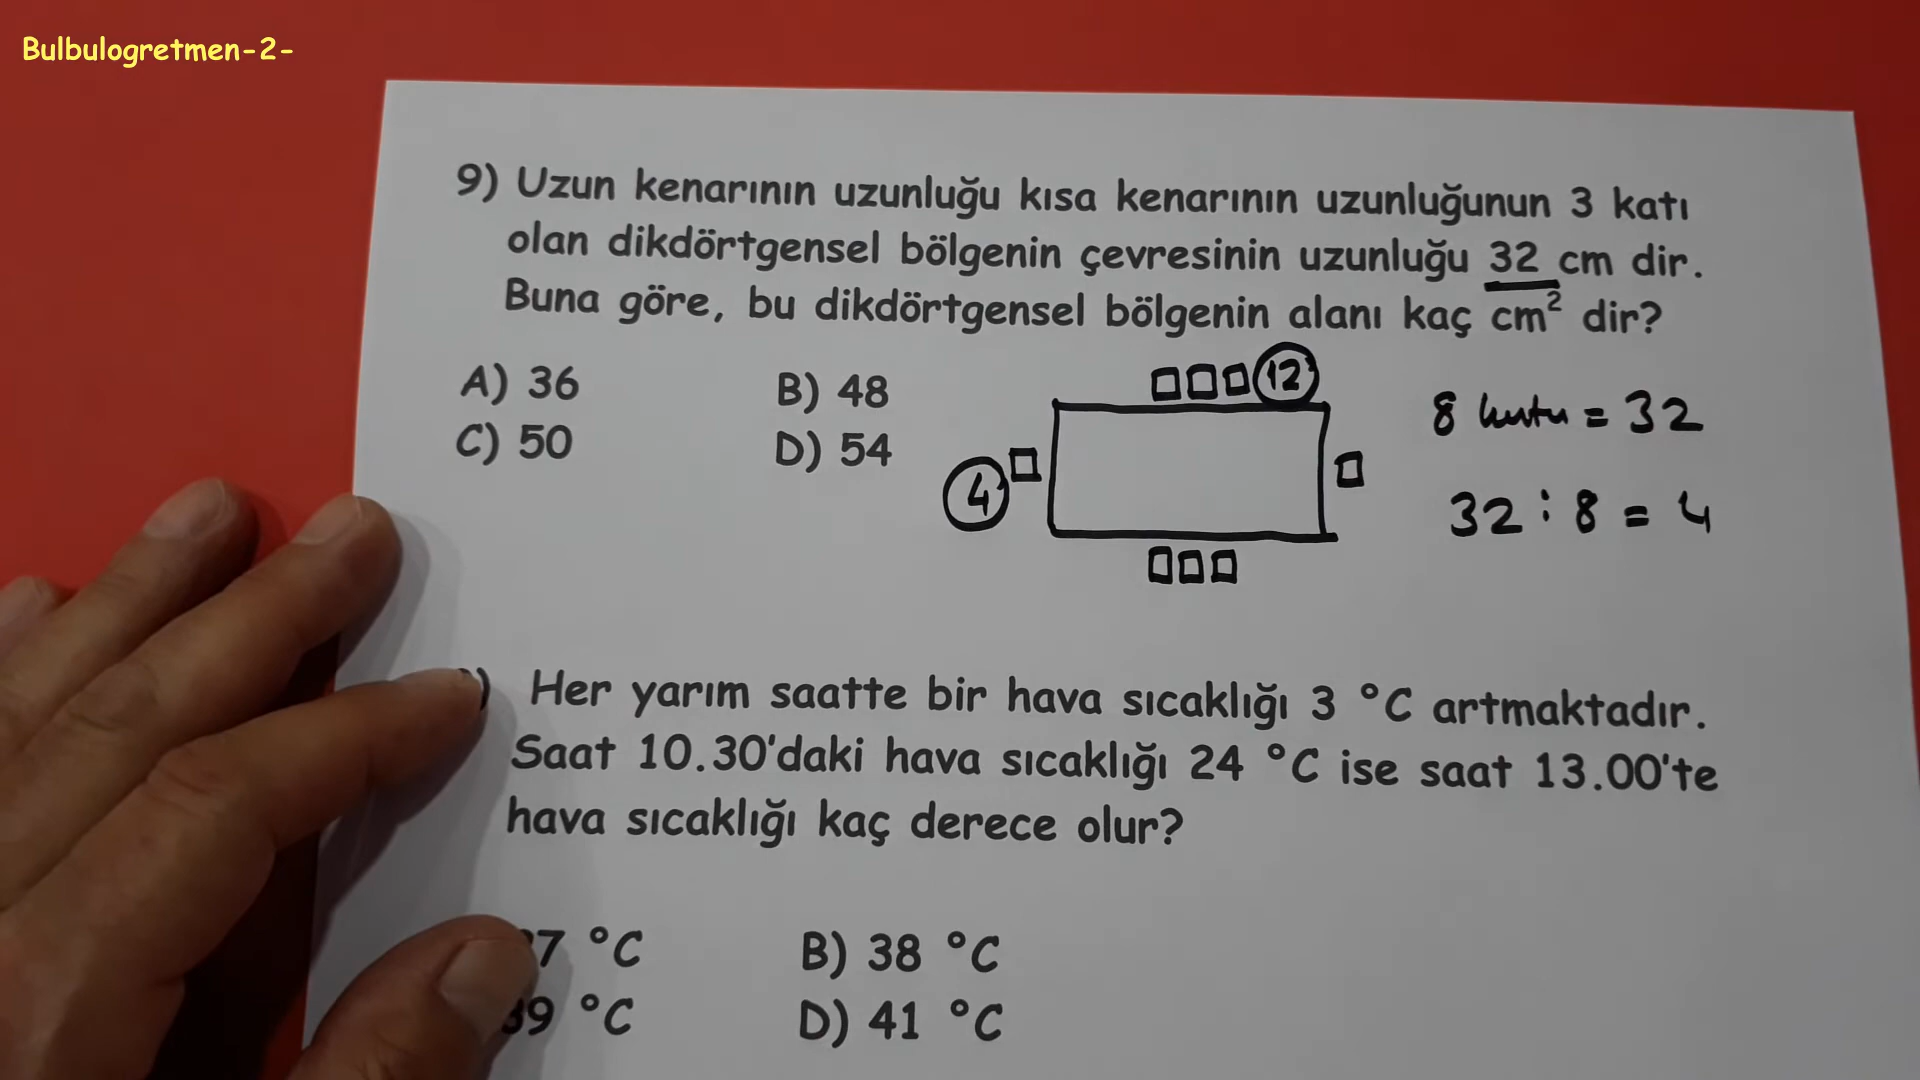 Bulbulogretmen-2-
9) Uzun kenarının uzunluğu kısa kenarının uzunluğunun 3 katı
olan dikdörtgensel bölgenin çevresinin uzunluğu 32 cm dir.
Buna göre, bu dikdörtgensel bölgenin alanı kaç cm² dir?
A) 36 B) 48
C) 50 D) 54
12
4
8 kutu = 32
32 : 8 = 4
) Her yarım saatte bir hava sıcaklığı 3 °C artmaktadır.
Saat 10.30'daki hava sıcaklığı 24 °C ise saat 13.00'te
hava sıcaklığı kaç derece olur?
7 °C B) 38 °C
39 °C D) 41 °C